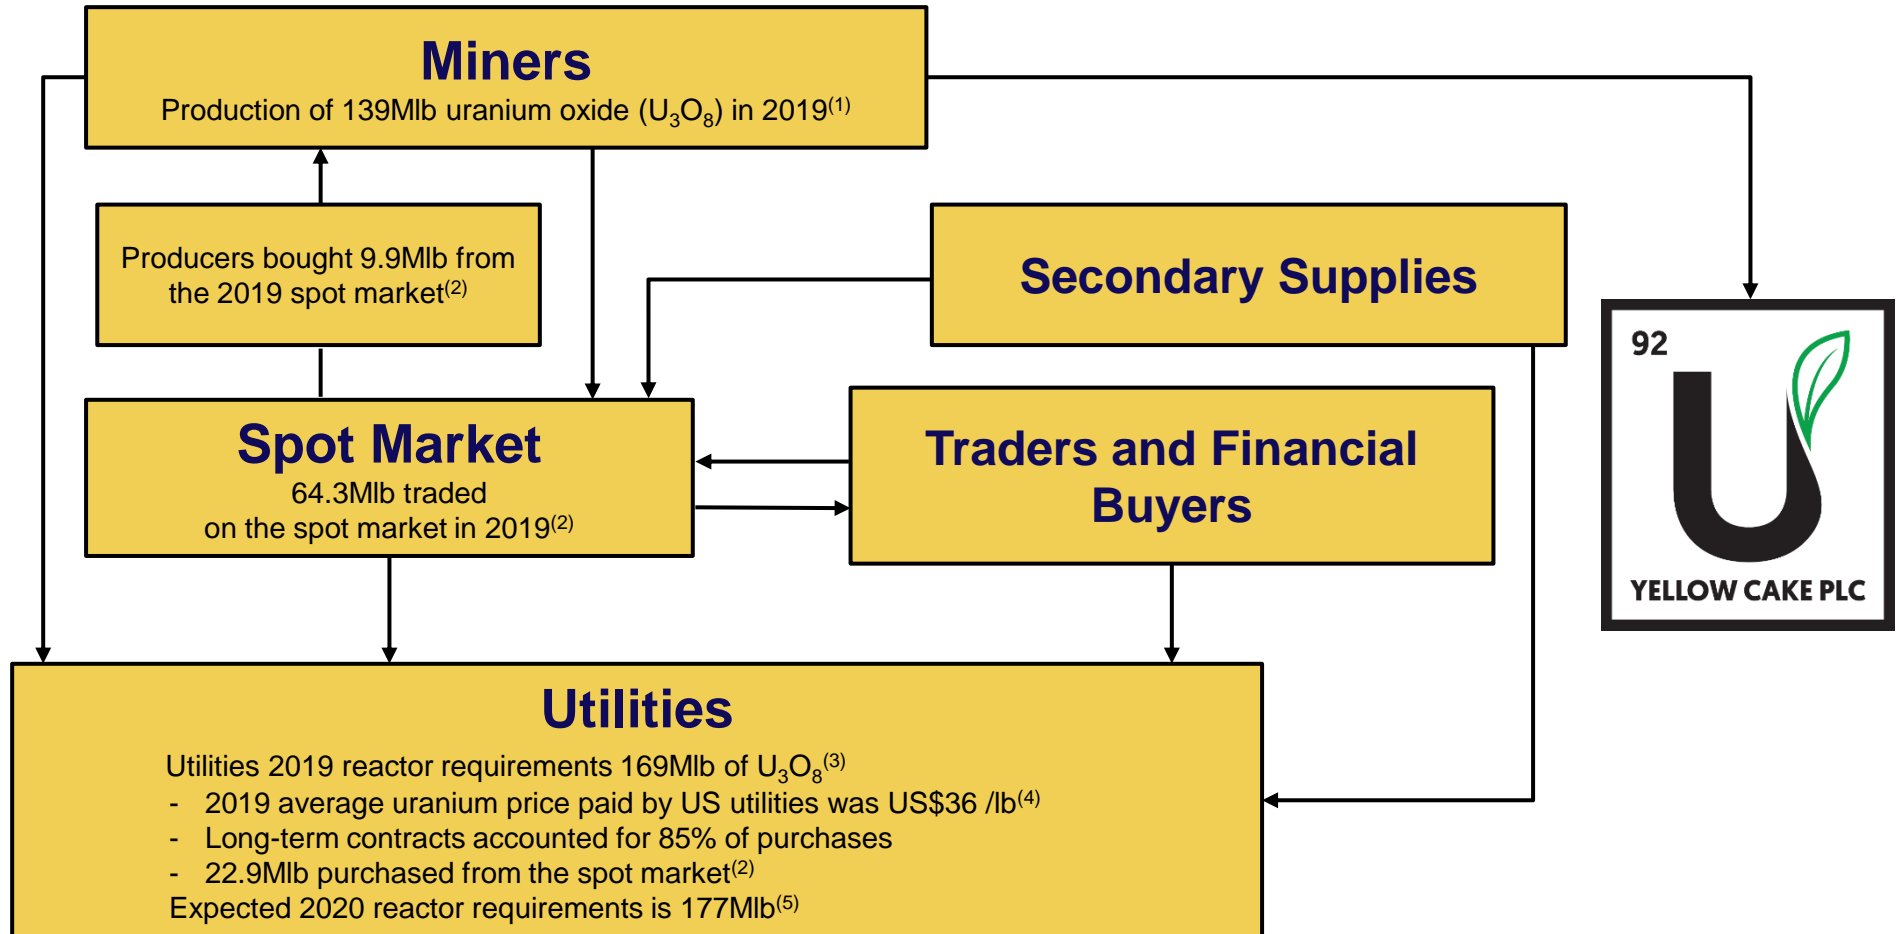 Miners
Production of 139Mlb uranium oxide (U₃O₈) in 2019⁽¹⁾
Producers bought 9.9Mlb from
the 2019 spot market⁽²⁾
Secondary Supplies
Spot Market
64.3Mlb traded
on the spot market in 2019⁽²⁾
Traders and Financial
Buyers
92
U
YELLOW CAKE PLC
Utilities
Utilities 2019 reactor requirements 169Mlb of U₃O₈⁽³⁾
- 2019 average uranium price paid by US utilities was US$36 /lb⁽⁴⁾
- Long-term contracts accounted for 85% of purchases
- 22.9Mlb purchased from the spot market⁽²⁾
Expected 2020 reactor requirements is 177Mlb⁽⁵⁾